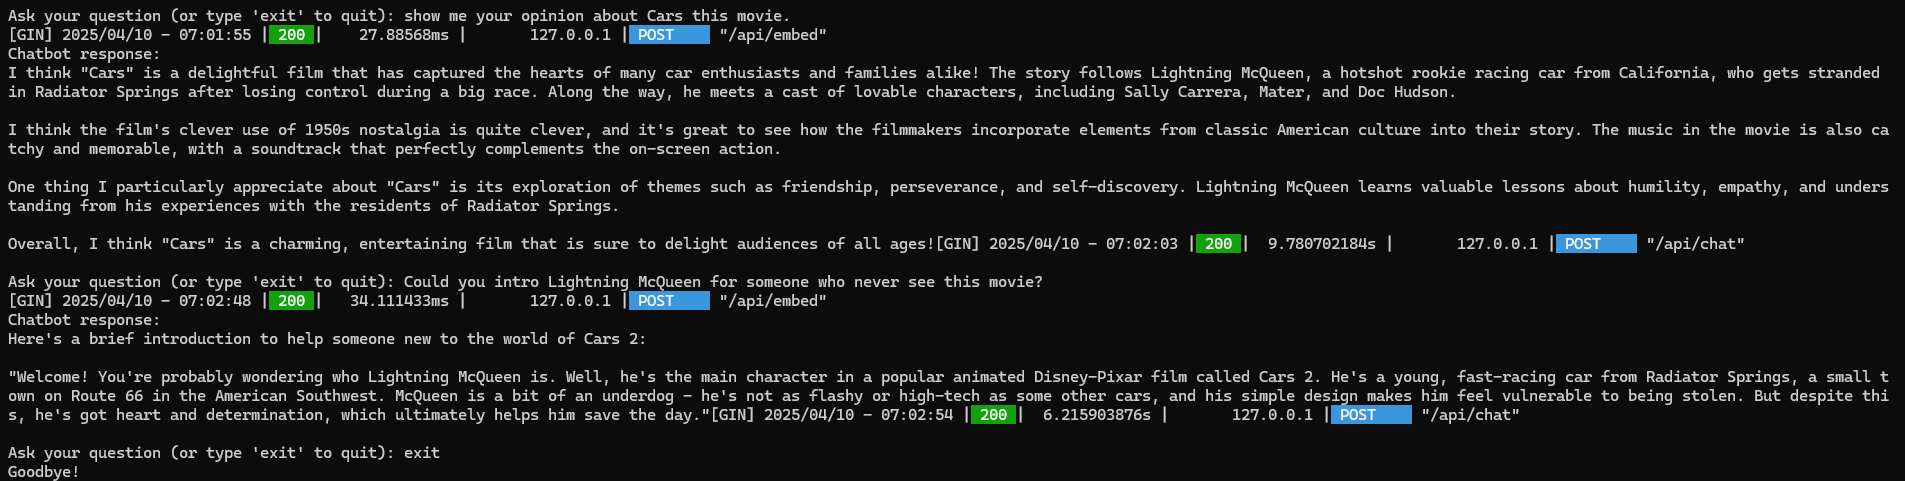 Ask your question (or type 'exit' to quit): show me your opinion about Cars this movie.
[GIN] 2025/04/10 - 07:01:55 | 200 |    27.88568ms |       127.0.0.1 | POST     "/api/embed"
Chatbot response:
I think "Cars" is a delightful film that has captured the hearts of many car enthusiasts and families alike! The story follows Lightning McQueen, a hotshot rookie racing car from California, who gets stranded
in Radiator Springs after losing control during a big race. Along the way, he meets a cast of lovable characters, including Sally Carrera, Mater, and Doc Hudson.

I think the film's clever use of 1950s nostalgia is quite clever, and it's great to see how the filmmakers incorporate elements from classic American culture into their story. The music in the movie is also ca
tchy and memorable, with a soundtrack that perfectly complements the on-screen action.

One thing I particularly appreciate about "Cars" is its exploration of themes such as friendship, perseverance, and self-discovery. Lightning McQueen learns valuable lessons about humility, empathy, and unders
tanding from his experiences with the residents of Radiator Springs.

Overall, I think "Cars" is a charming, entertaining film that is sure to delight audiences of all ages![GIN] 2025/04/10 - 07:02:03 | 200 |  9.780702184s |       127.0.0.1 | POST     "/api/chat"

Ask your question (or type 'exit' to quit): Could you intro Lightning McQueen for someone who never see this movie?
[GIN] 2025/04/10 - 07:02:48 | 200 |   34.111433ms |       127.0.0.1 | POST     "/api/embed"
Chatbot response:
Here's a brief introduction to help someone new to the world of Cars 2:

"Welcome! You're probably wondering who Lightning McQueen is. Well, he's the main character in a popular animated Disney-Pixar film called Cars 2. He's a young, fast-racing car from Radiator Springs, a small t
own on Route 66 in the American Southwest. McQueen is a bit of an underdog - he's not as flashy or high-tech as some other cars, and his simple design makes him feel vulnerable to being stolen. But despite thi
s, he's got heart and determination, which ultimately helps him save the day."[GIN] 2025/04/10 - 07:02:54 | 200 |  6.215903876s |       127.0.0.1 | POST     "/api/chat"

Ask your question (or type 'exit' to quit): exit
Goodbye!